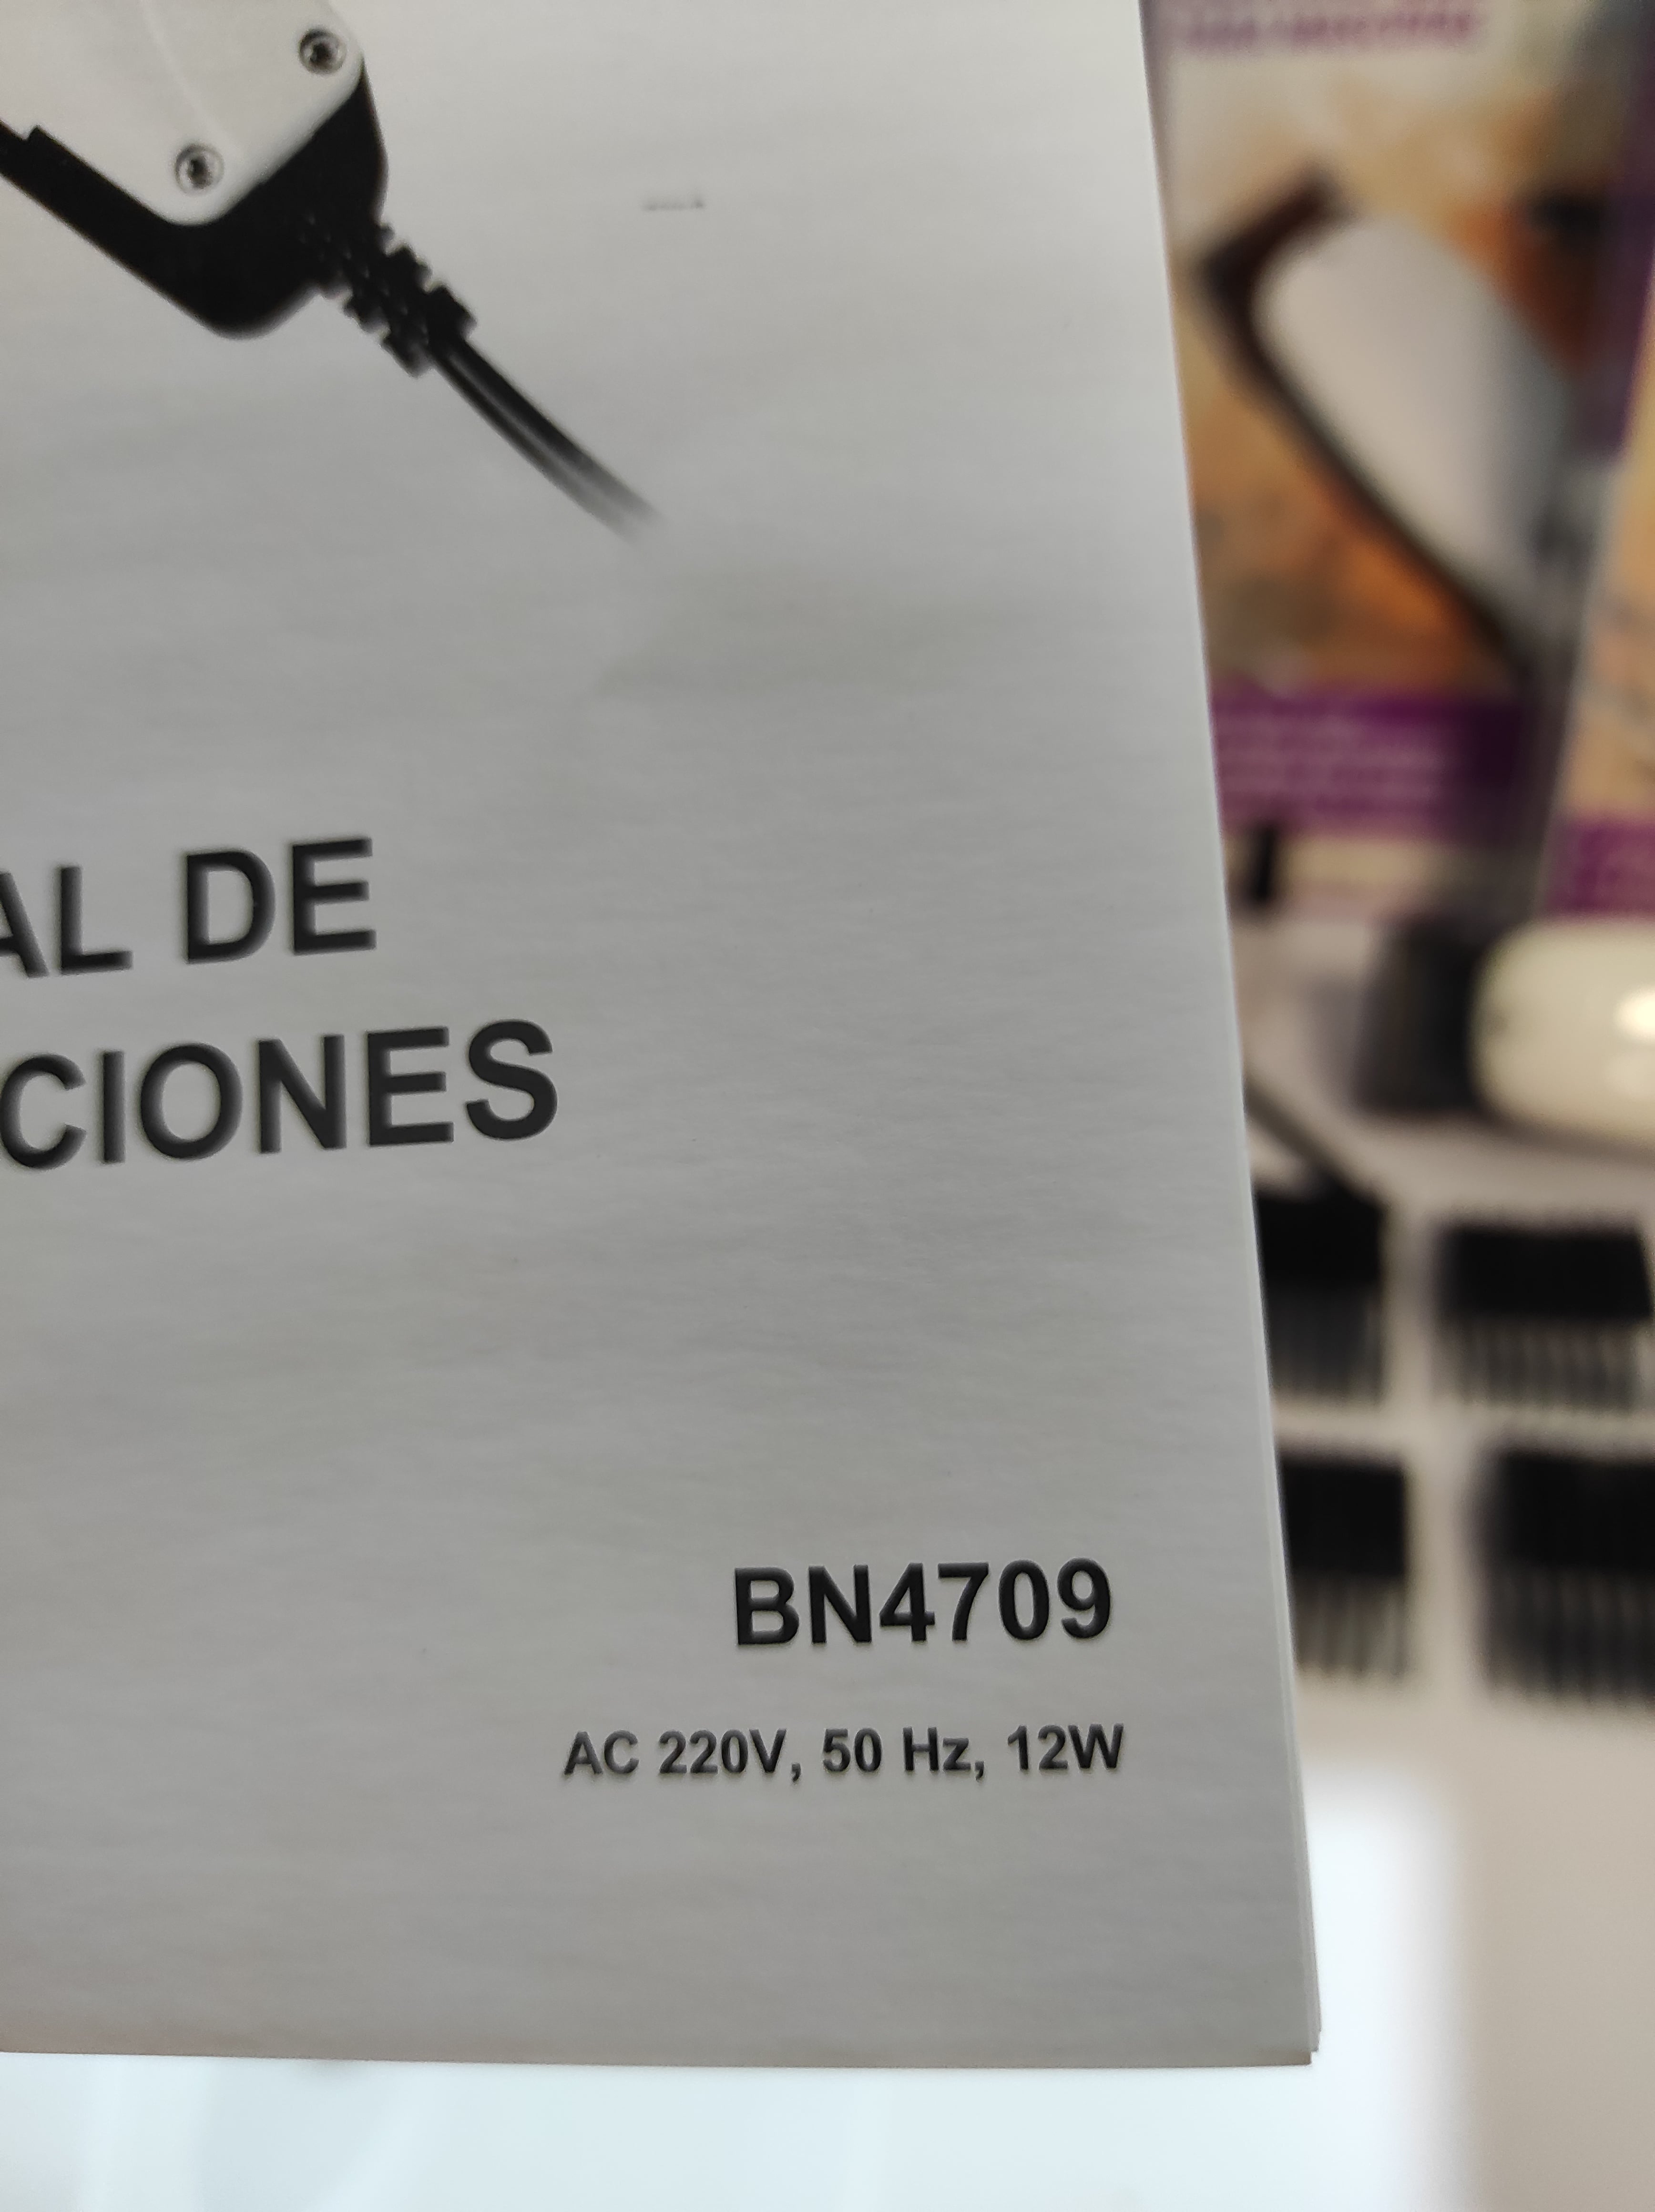 AL DE
CIONES
BN4709
AC 220V, 50 Hz, 12W